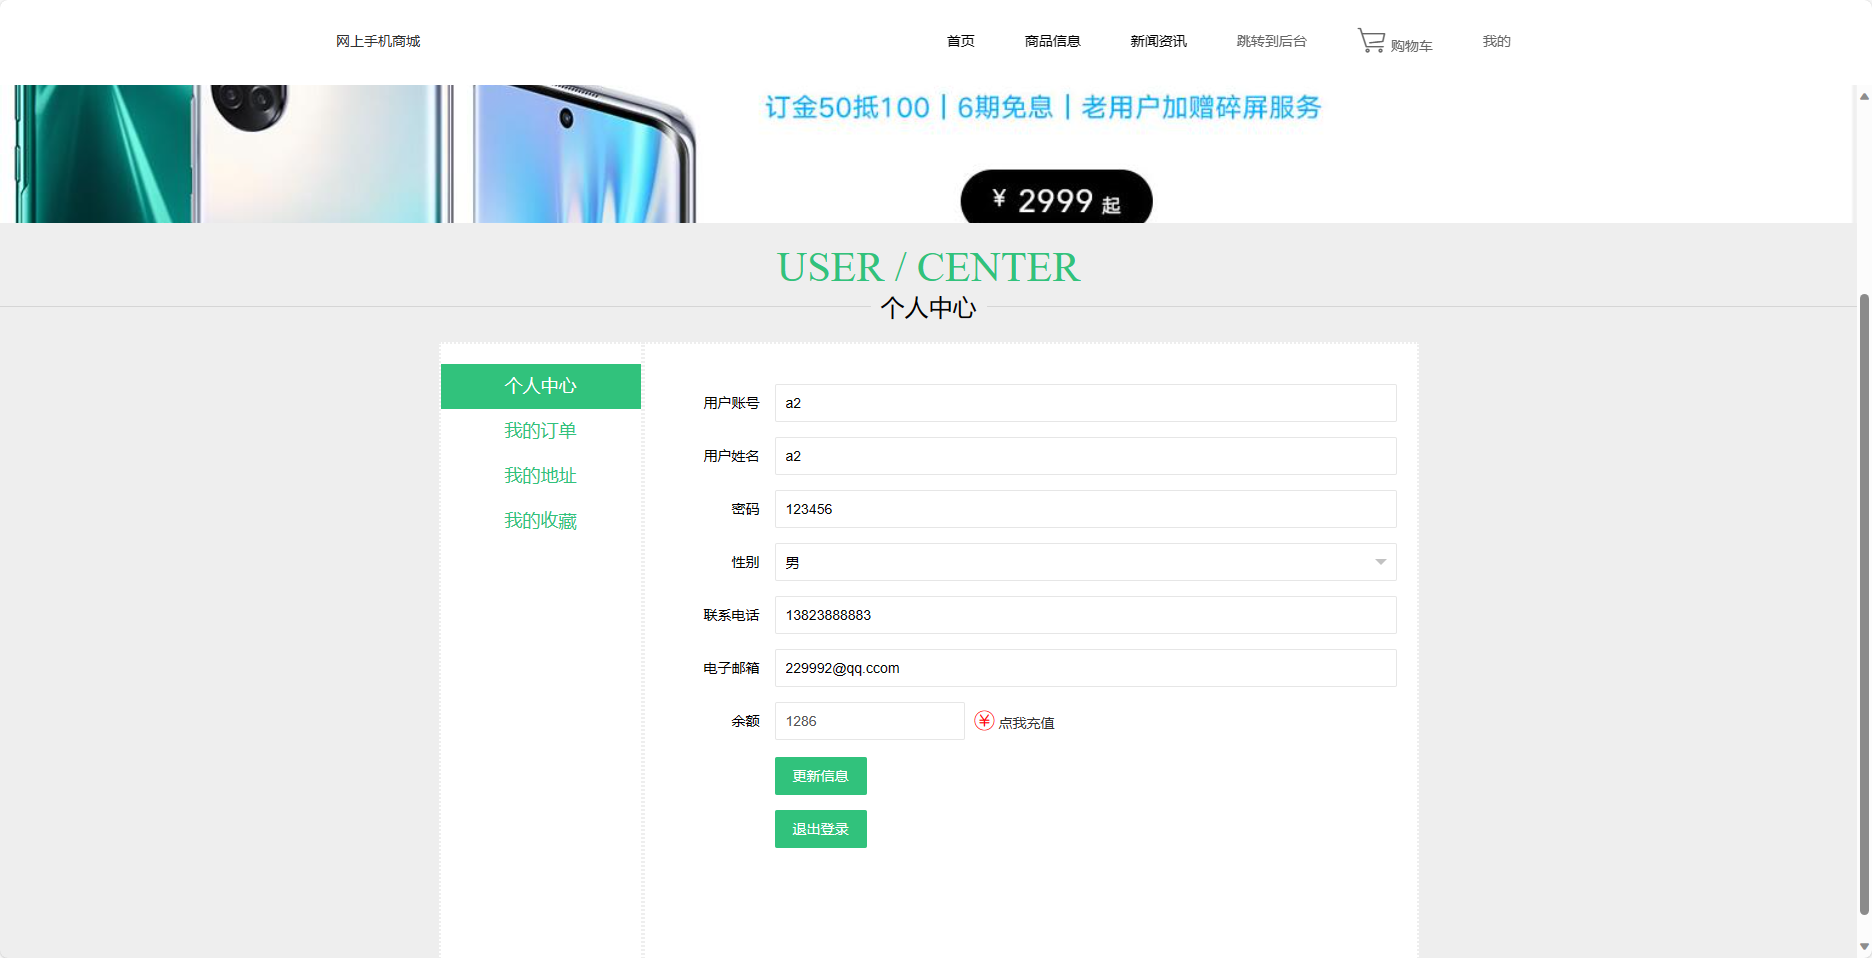 网上手机商城
首页 商品信息 新闻资讯 跳转到后台 购物车 我的
订金50抵100丨6期免息丨老用户加赠碎屏服务
¥ 2999 起
USER / CENTER
个人中心
个人中心
我的订单
我的地址
我的收藏
用户账号 a2
用户姓名 a2
密码 123456
性别 男
联系电话 13823888883
电子邮箱 229992@qq.ccom
余额 1286 ¥ 点我充值
更新信息
退出登录